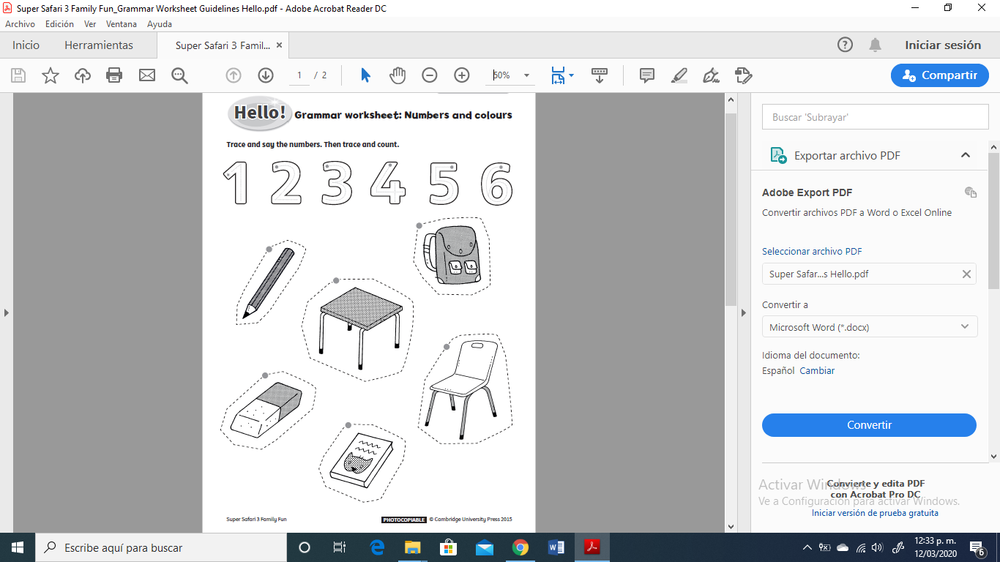 Super Safari 3 Family Fun_Grammar Worksheet Guidelines Hello.pdf - Adobe Acrobat Reader DC
Archivo Edición Ver Ventana Ayuda
Inicio Herramientas Super Safari 3 Famil... × Iniciar sesión
1 / 2 60% Compartir
Hello! Grammar worksheet: Numbers and colours
Trace and say the numbers. Then trace and count.
1 2 3 4 5 6
Super Safari 3 Family Fun PHOTOCOPIABLE © Cambridge University Press 2015
Buscar 'Subrayar'
Exportar archivo PDF
Adobe Export PDF
Convertir archivos PDF a Word o Excel Online
Seleccionar archivo PDF
Super Safar...s Hello.pdf
Convertir a
Microsoft Word (*.docx)
Idioma del documento:
Español Cambiar
Convertir
Convierte y edita PDF
con Acrobat Pro DC
Iniciar versión de prueba gratuita
Activar Windows
Ve a Configuración para activar Windows.
Escribe aquí para buscar
12:33 p. m.
12/03/2020
6